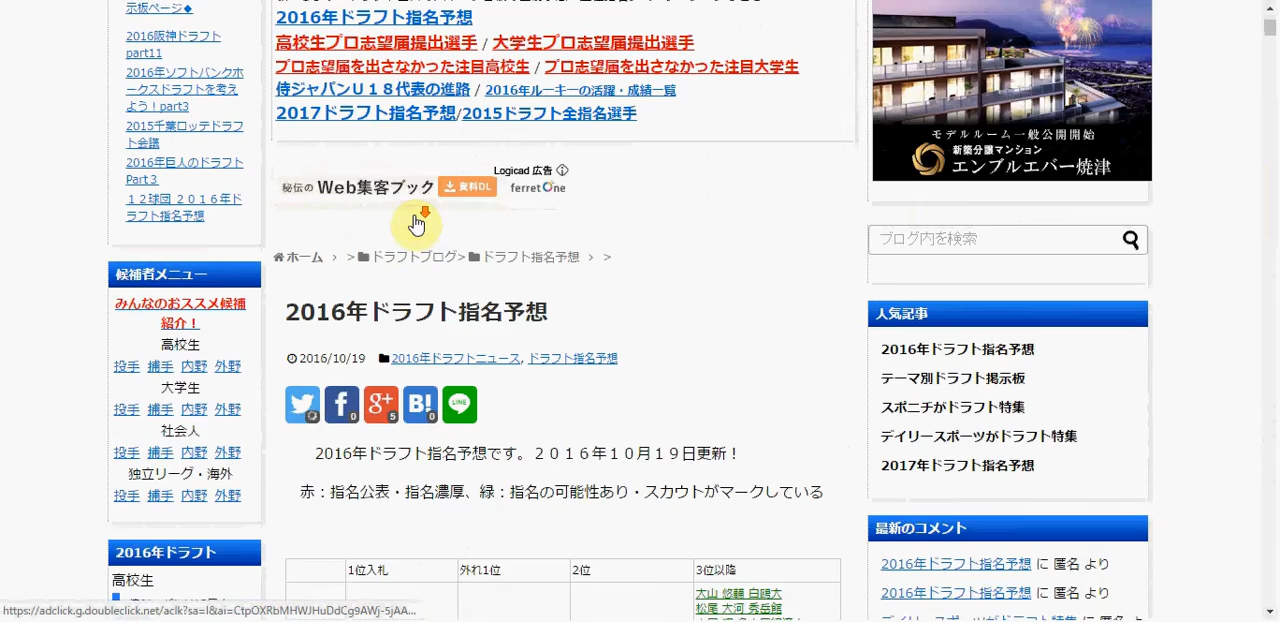 示板ページ◆
2016阪神ドラフト
part11
2016年ソフトバンクホ
ークスドラフトを考え
よう！part3
2015千葉ロッテドラフ
ト会議
2016年巨人のドラフト
Part３
１２球団 ２０１６年ド
ラフト指名予想
候補者メニュー
みんなのおススメ候補
紹介！
高校生
投手 捕手 内野 外野
大学生
投手 捕手 内野 外野
社会人
投手 捕手 内野 外野
独立リーグ・海外
投手 捕手 内野 外野
2016年ドラフト
高校生
2016年ドラフト指名予想
高校生プロ志望届提出選手 / 大学生プロ志望届提出選手
プロ志望届を出さなかった注目高校生 / プロ志望届を出さなかった注目大学生
侍ジャパンU１８代表の進路 / 2016年ルーキーの活躍・成績一覧
2017ドラフト指名予想/2015ドラフト全指名選手
Logicad 広告
秘伝の Web集客ブック 資料DL ferretOne
ホーム > ドラフトブログ> ドラフト指名予想 > >
2016年ドラフト指名予想
2016/10/19 2016年ドラフトニュース, ドラフト指名予想
0 5 B! 0 LINE
2016年ドラフト指名予想です。２０１６年１０月１９日更新！
赤：指名公表・指名濃厚、緑：指名の可能性あり・スカウトがマークしている
1位入札 外れ1位 2位 3位以降
大山 悠輔 白鴎大
松尾 大河 秀岳館
モデルルーム一般公開開始
新築分譲マンション
エンブルエバー焼津
ブログ内を検索
人気記事
2016年ドラフト指名予想
テーマ別ドラフト掲示板
スポニチがドラフト特集
デイリースポーツがドラフト特集
2017年ドラフト指名予想
最新のコメント
2016年ドラフト指名予想 に 匿名 より
2016年ドラフト指名予想 に 匿名 より
https://adclick.g.doubleclick.net/aclk?sa=l&ai=CtpOXRbMHWJHuDdCg9AWj-5jAA...